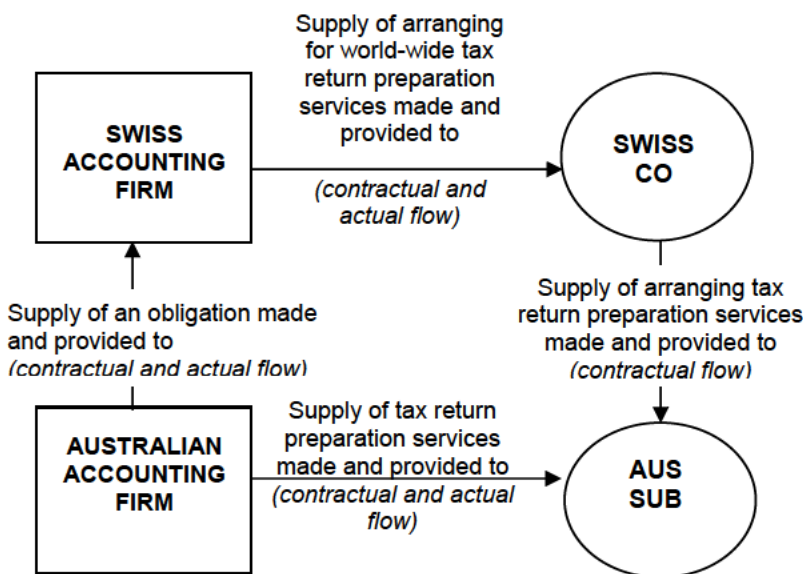 Supply of arranging
for world-wide tax
return preparation
services made and
provided to
SWISS
ACCOUNTING
FIRM
(contractual and
actual flow)
SWISS
CO
Supply of an obligation made
and provided to
(contractual and actual flow)
Supply of arranging tax
return preparation services
made and provided to
(contractual flow)
AUSTRALIAN
ACCOUNTING
FIRM
Supply of tax return
preparation services
made and provided to
(contractual and actual
flow)
AUS
SUB